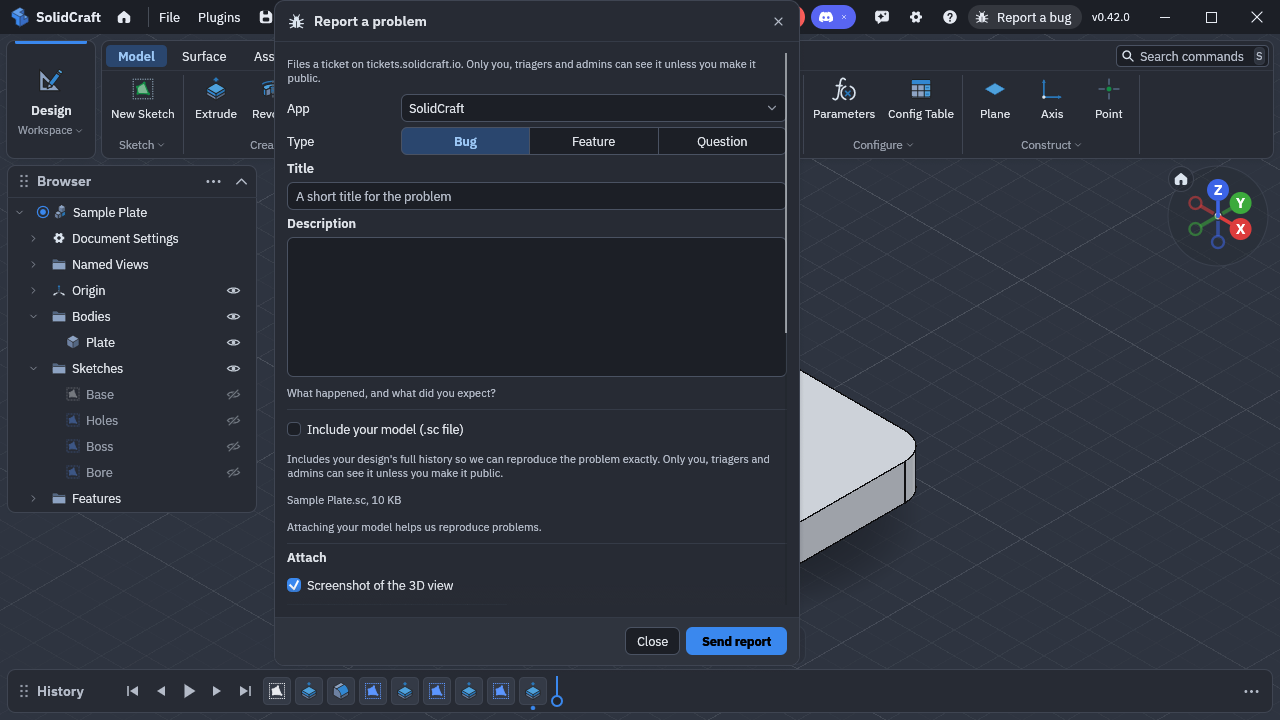 SolidCraft
File
Plugins
Report a problem
Report a bug
v0.42.0
Design
Workspace
Model
Surface
Search commands
S
New Sketch
Extrude
Parameters
Config Table
Plane
Axis
Point
Sketch
Configure
Construct
Files a ticket on tickets.solidcraft.io. Only you, triagers and admins can see it unless you make it
public.
App
SolidCraft
Type
Bug
Feature
Question
Title
A short title for the problem
Description
What happened, and what did you expect?
Include your model (.sc file)
Includes your design's full history so we can reproduce the problem exactly. Only you, triagers and
admins can see it unless you make it public.
Sample Plate.sc, 10 KB
Attaching your model helps us reproduce problems.
Attach
Screenshot of the 3D view
Close
Send report
Browser
Sample Plate
Document Settings
Named Views
Origin
Bodies
Plate
Sketches
Base
Holes
Boss
Bore
Features
Z
Y
X
History